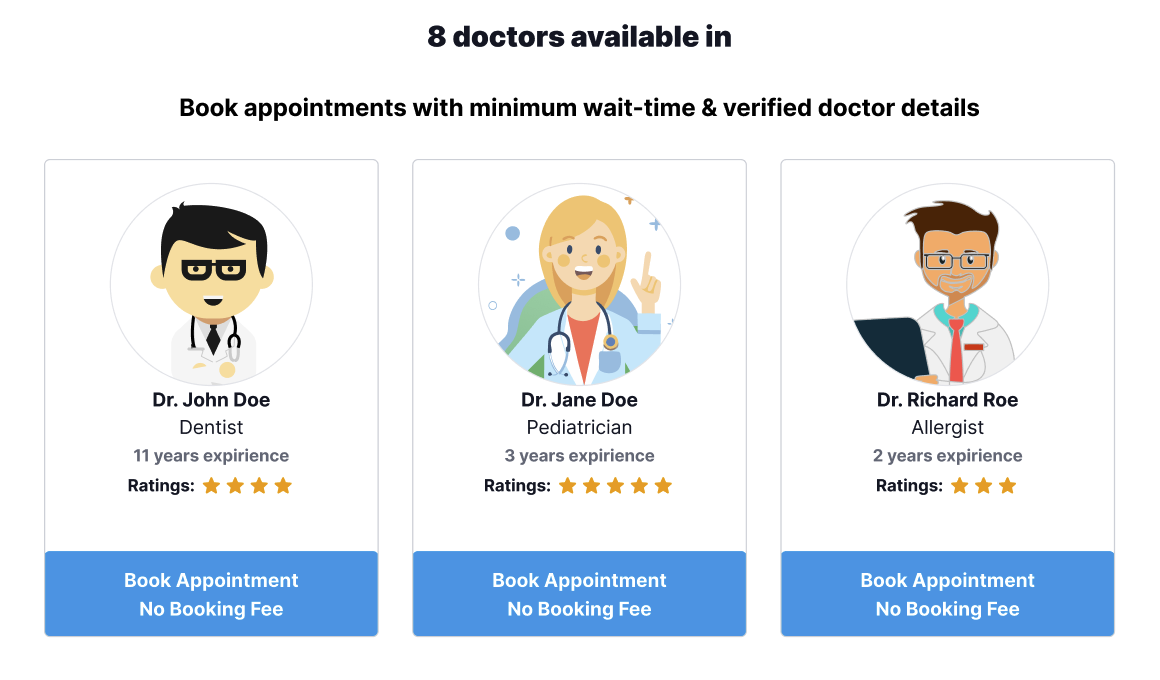 8 doctors available in
Book appointments with minimum wait-time & verified doctor details
Dr. John Doe
Dentist
11 years expirience
Ratings:
Book Appointment
No Booking Fee
Dr. Jane Doe
Pediatrician
3 years expirience
Ratings:
Book Appointment
No Booking Fee
Dr. Richard Roe
Allergist
2 years expirience
Ratings:
Book Appointment
No Booking Fee